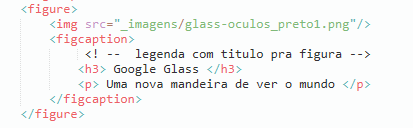 <figure>
<img src="_imagens/glass-oculos_preto1.png"/>
<figcaption>
<! -- legenda com titulo pra figura -->
<h3> Google Glass </h3>
<p> Uma nova mandeira de ver o mundo </p>
</figcaption>
</figure>